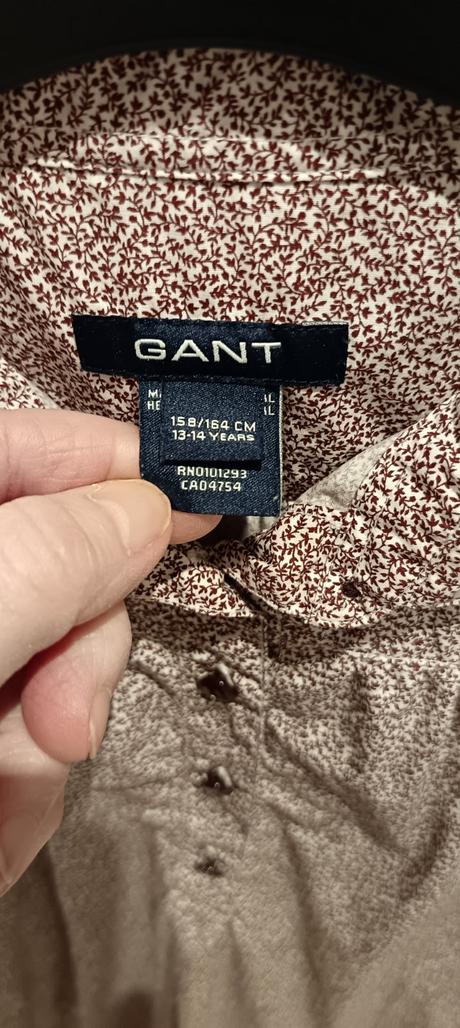 GANT
158/164 CM
13-14 YEARS
RN0101293
CA04754